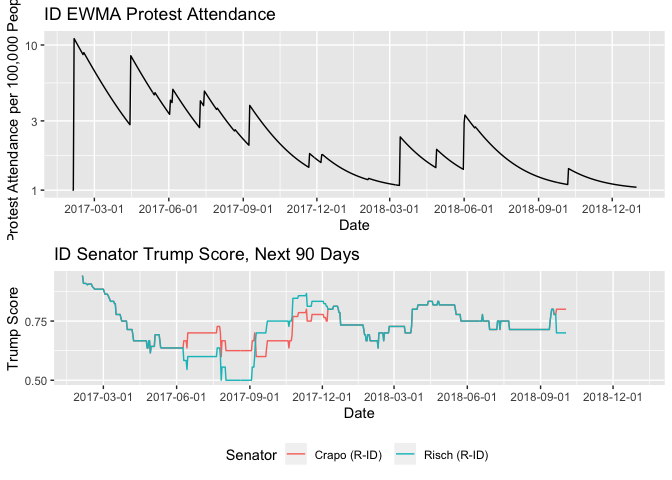 ID EWMA Protest Attendance
Protest Attendance per 100,000 Peop
10
3
1
2017-03-01 2017-06-01 2017-09-01 2017-12-01 2018-03-01 2018-06-01 2018-09-01 2018-12-01
Date
ID Senator Trump Score, Next 90 Days
Trump Score
0.75
0.50
2017-03-01 2017-06-01 2017-09-01 2017-12-01 2018-03-01 2018-06-01 2018-09-01 2018-12-01
Date
Senator Crapo (R-ID) Risch (R-ID)